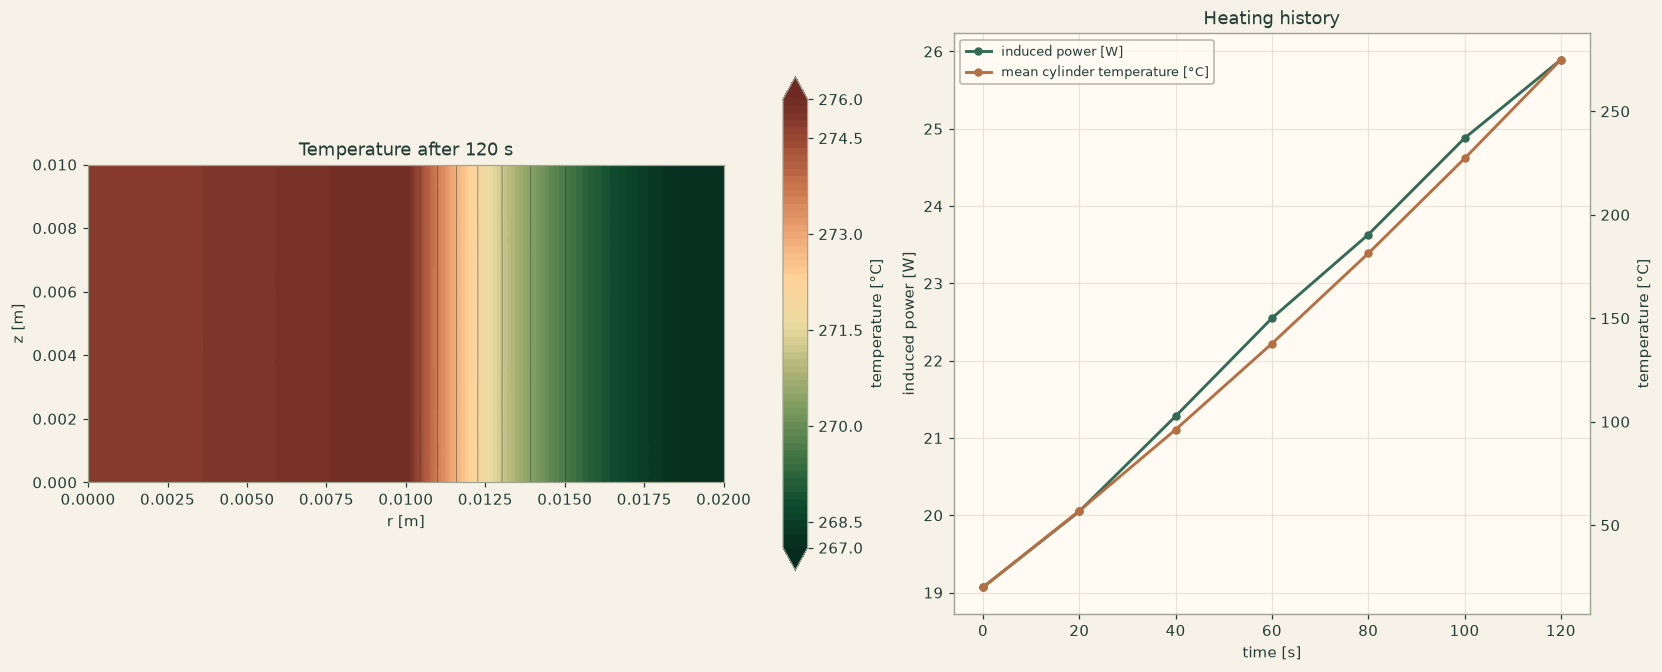 Temperature after 120 s
0.010
0.008
0.006
0.004
0.002
0.000
z [m]
0.0000 0.0025 0.0050 0.0075 0.0100 0.0125 0.0150 0.0175 0.0200
r [m]
276.0
274.5
273.0
271.5
270.0
268.5
267.0
temperature [°C]
Heating history
induced power [W]
mean cylinder temperature [°C]
26
25
24
23
22
21
20
19
induced power [W]
0 20 40 60 80 100 120
time [s]
250
200
150
100
50
temperature [°C]